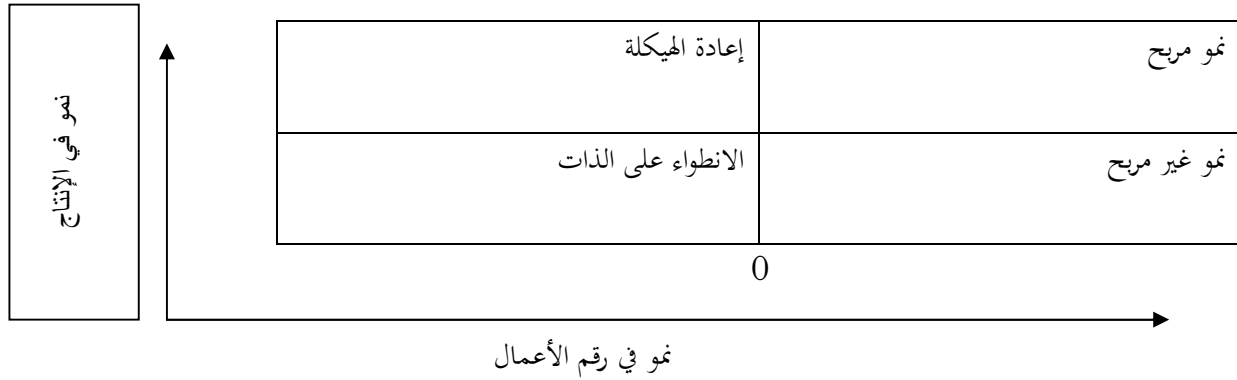 نمو في الإنتاج
نمو مربح
إعادة الهيكلة
نمو غير مربح
الانطواء على الذات
0
نمو في رقم الأعمال